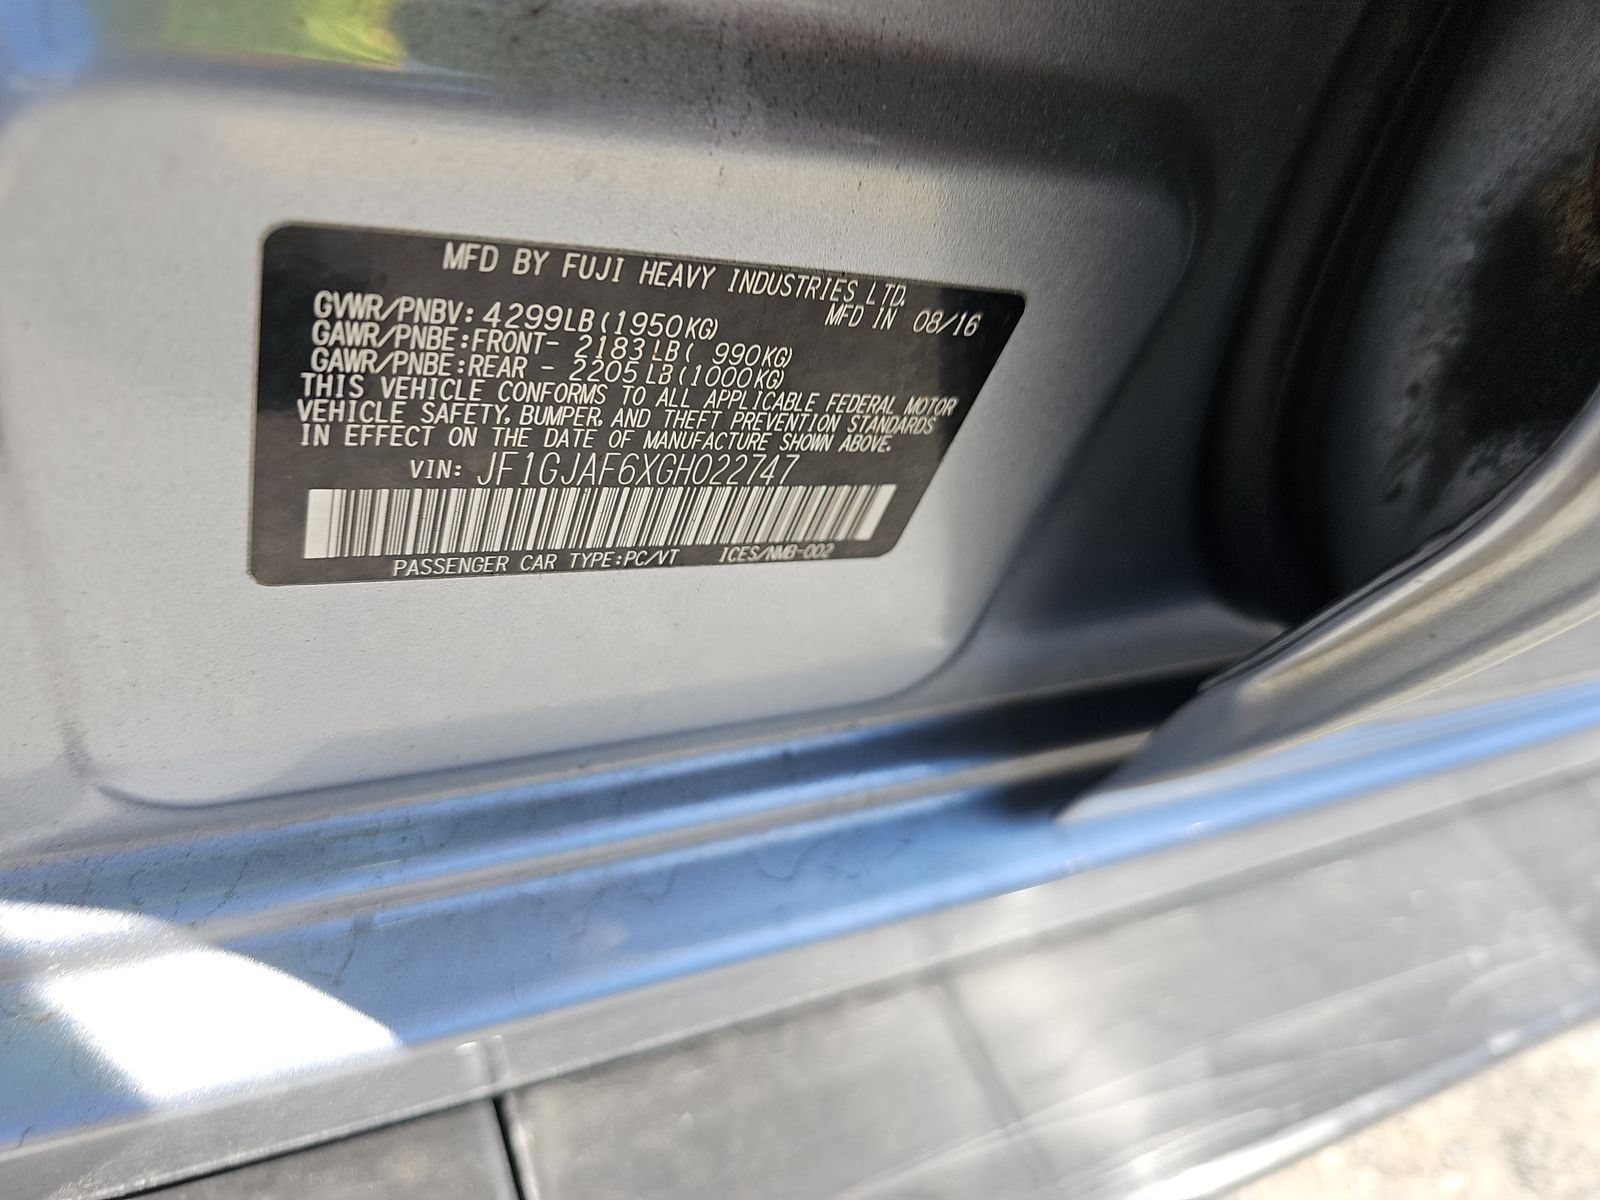 MFD BY FUJI HEAVY INDUSTRIES LTD.
MFD IN 08/16
GVWR/PNBV: 4299LB(1950KG)
GAWR/PNBE:FRONT- 2183LB( 990KG)
GAWR/PNBE:REAR - 2205LB(1000KG)
THIS VEHICLE CONFORMS TO ALL APPLICABLE FEDERAL MOTOR
VEHICLE SAFETY, BUMPER, AND THEFT PREVENTION STANDARDS
IN EFFECT ON THE DATE OF MANUFACTURE SHOWN ABOVE.
VIN: JF1GJAF6XGH022747
PASSENGER CAR TYPE:PC/VT ICES/NMB-002